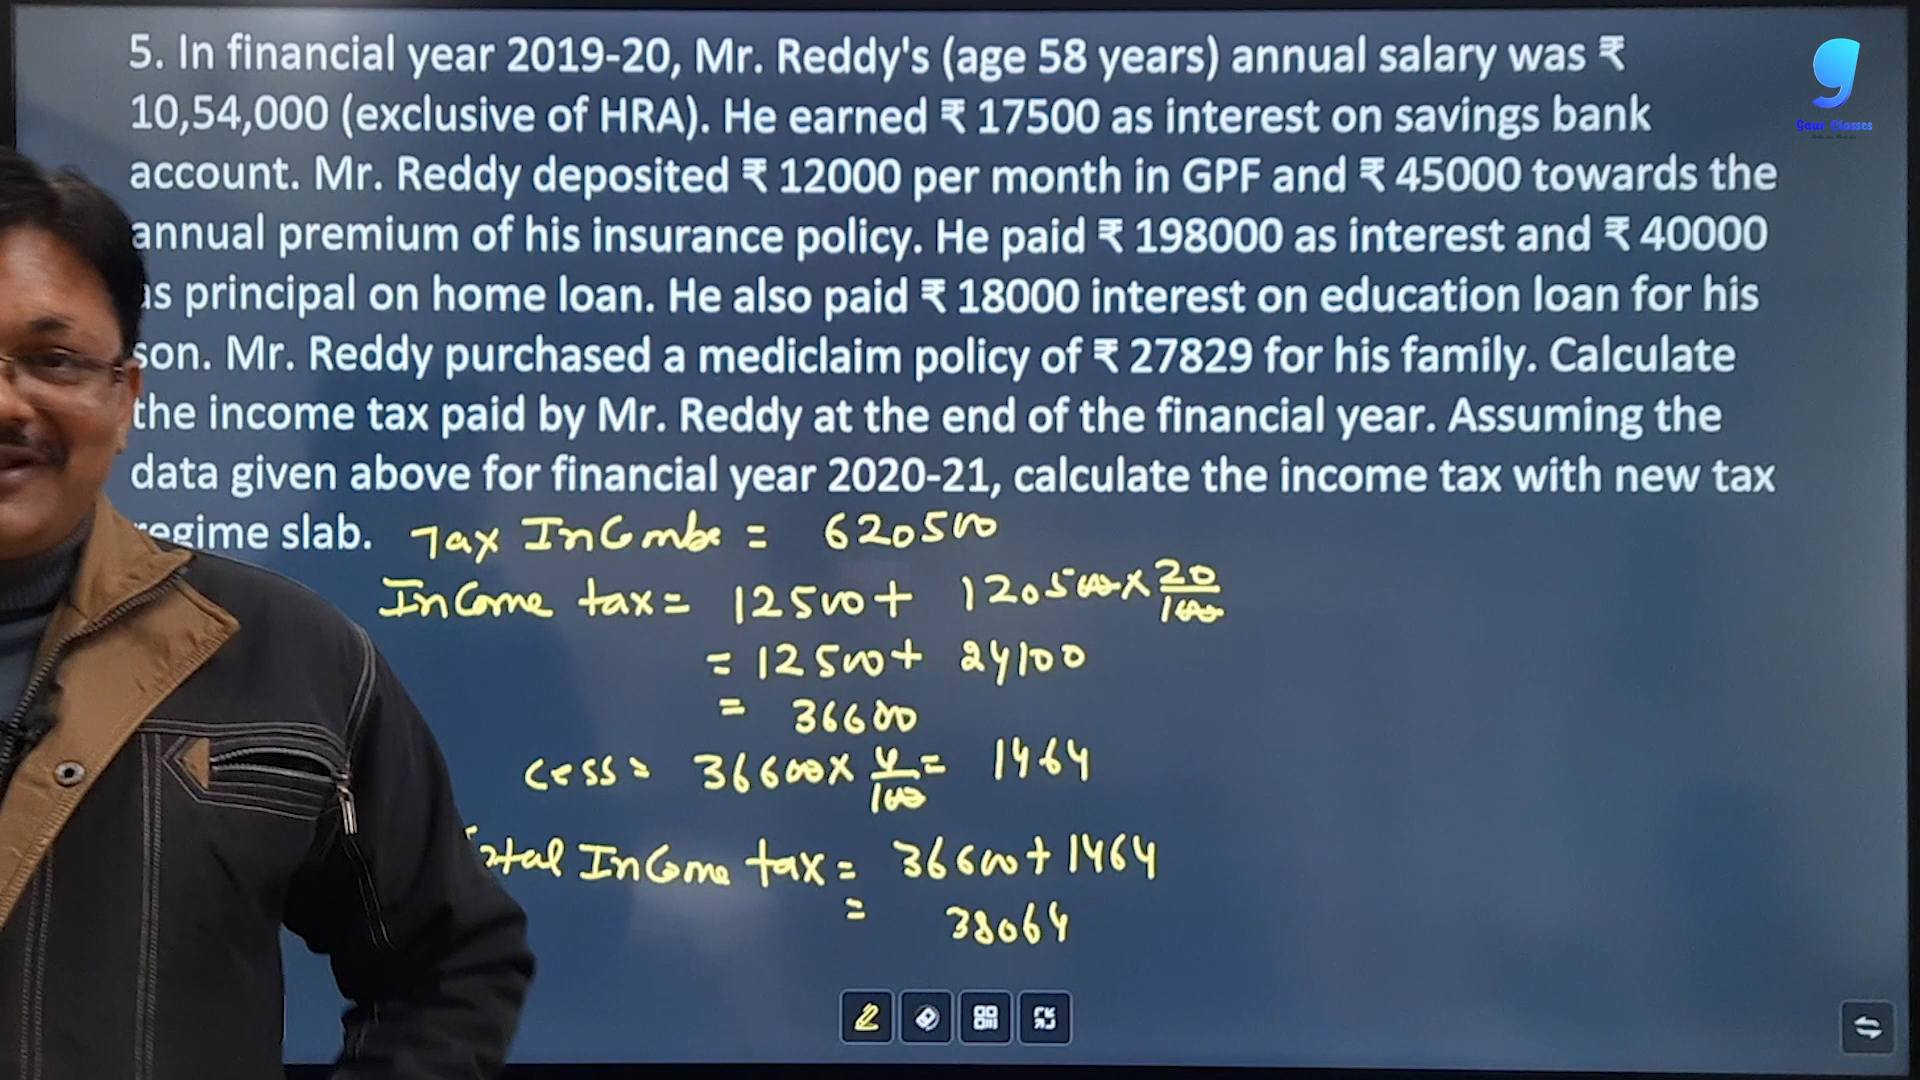 5. In financial year 2019-20, Mr. Reddy's (age 58 years) annual salary was ₹
10,54,000 (exclusive of HRA). He earned ₹ 17500 as interest on savings bank
account. Mr. Reddy deposited ₹ 12000 per month in GPF and ₹ 45000 towards the
annual premium of his insurance policy. He paid ₹ 198000 as interest and ₹ 40000
as principal on home loan. He also paid ₹ 18000 interest on education loan for his
son. Mr. Reddy purchased a mediclaim policy of ₹ 27829 for his family. Calculate
the income tax paid by Mr. Reddy at the end of the financial year. Assuming the
data given above for financial year 2020-21, calculate the income tax with new tax
regime slab.
Tax Income = 620500
Income tax = 12500 + 120500 × 20/100
= 12500 + 24100
= 36600
Cess = 36600 × 4/100 = 1464
Total Income tax = 36600 + 1464
= 38064
g
Gaur Classes